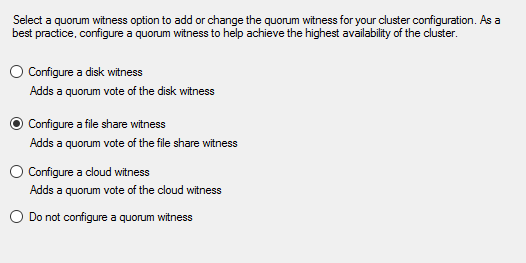 Select a quorum witness option to add or change the quorum witness for your cluster configuration. As a
best practice, configure a quorum witness to help achieve the highest availability of the cluster.
Configure a disk witness
Adds a quorum vote of the disk witness
Configure a file share witness
Adds a quorum vote of the file share witness
Configure a cloud witness
Adds a quorum vote of the cloud witness
Do not configure a quorum witness